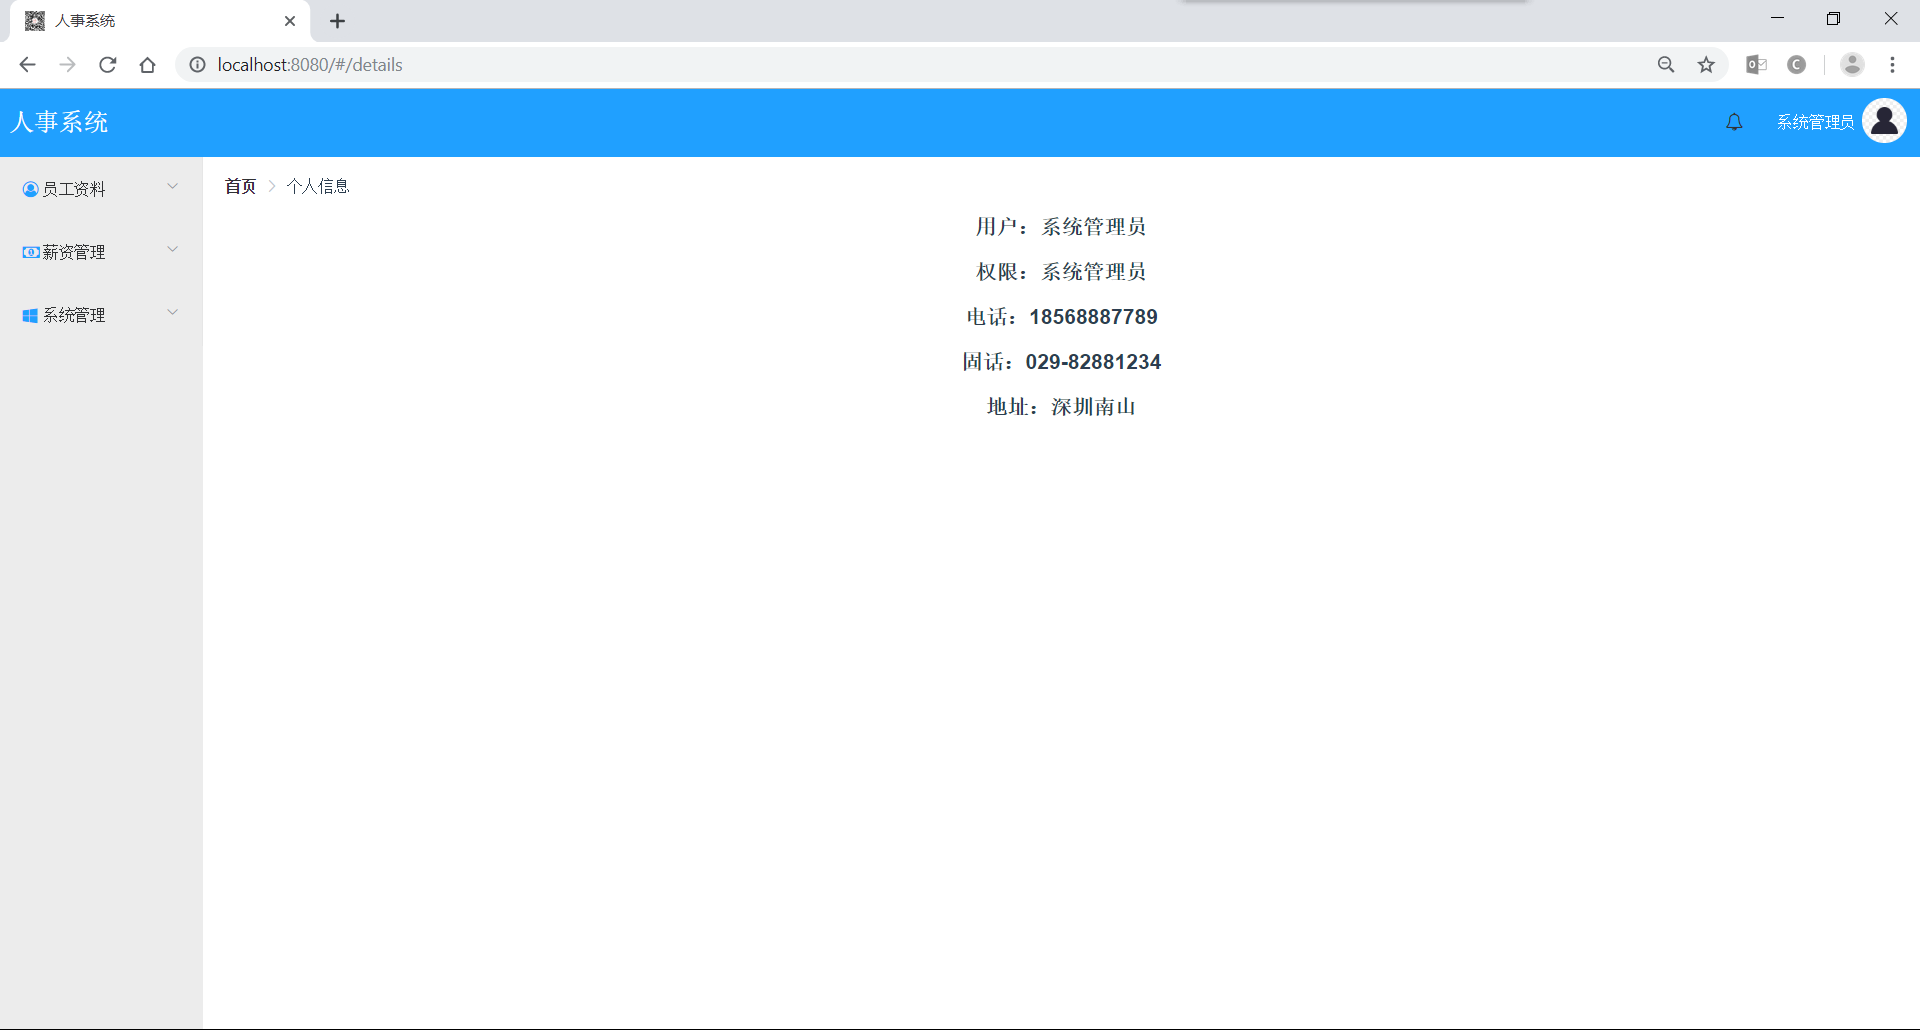 人事系统
localhost:8080/#/details
人事系统
系统管理员
员工资料
薪资管理
系统管理
首页 > 个人信息
用户：系统管理员
权限：系统管理员
电话：18568887789
固话：029-82881234
地址：深圳南山